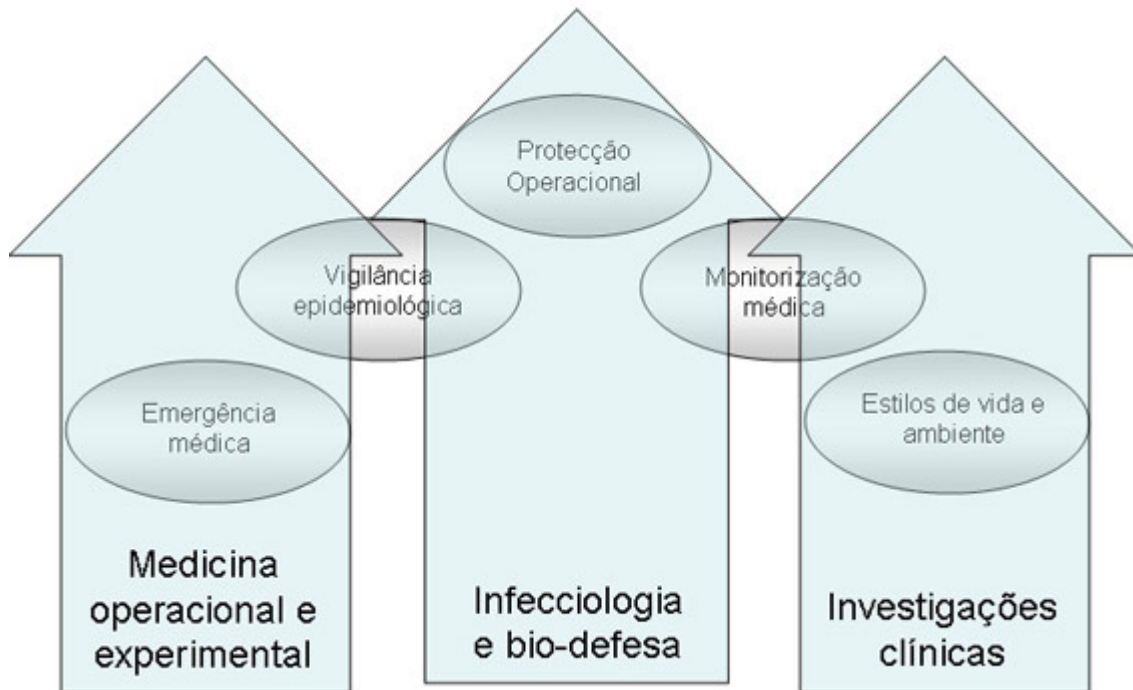 Protecção
Operacional
Vigilância
epidemiológica
Monitorização
médica
Emergência
médica
Estilos de vida e
ambiente
Medicina
operacional e
experimental
Infecciologia
e bio-defesa
Investigações
clínicas